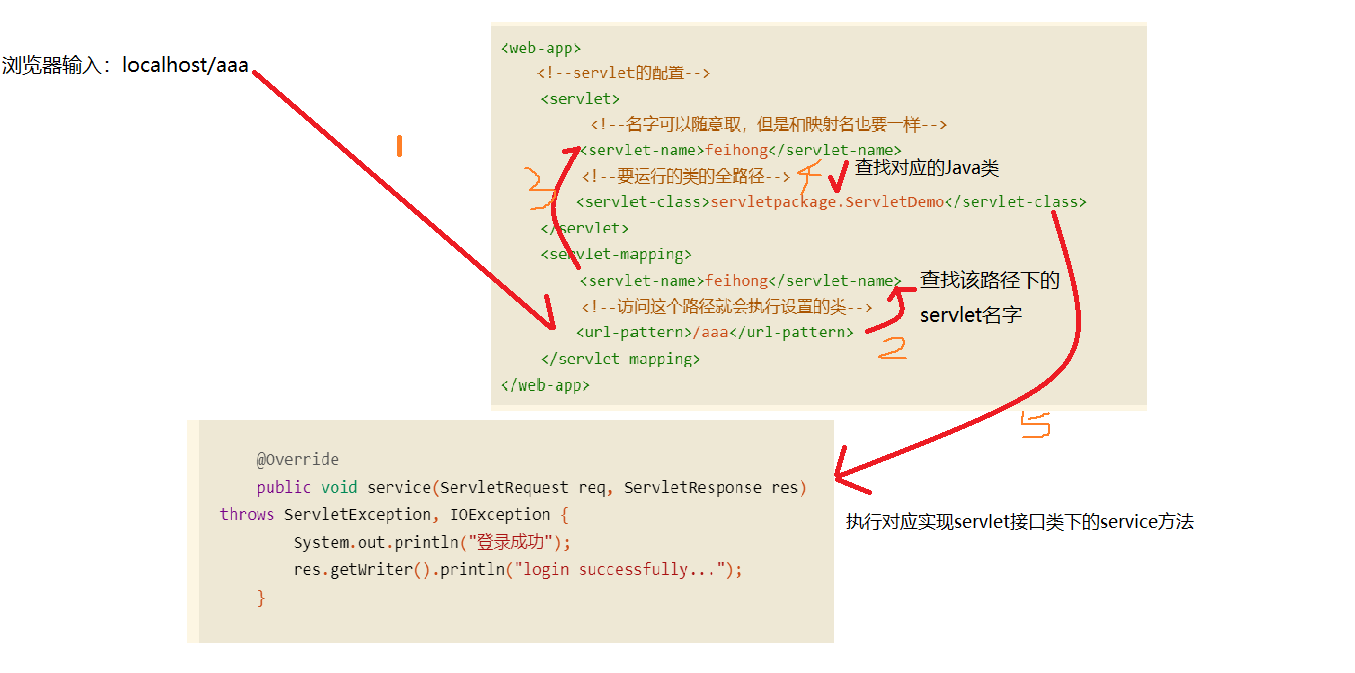 浏览器输入：localhost/aaa
<web-app>
<!--servlet的配置-->
<servlet>
<!--名字可以随意取，但是和映射名也要一样-->
<servlet-name>feihong</servlet-name>
<!--要运行的类的全路径-->
查找对应的Java类
<servlet-class>servletpackage.ServletDemo</servlet-class>
</servlet>
<servlet-mapping>
<servlet-name>feihong</servlet-name>
查找该路径下的
<!--访问这个路径就会执行设置的类-->
servlet名字
<url-pattern>/aaa</url-pattern>
</servlet-mapping>
</web-app>
1
2
3
4
5
@Override
public void service(ServletRequest req, ServletResponse res)
throws ServletException, IOException {
System.out.println("登录成功");
res.getWriter().println("login successfully...");
}
执行对应实现servlet接口类下的service方法